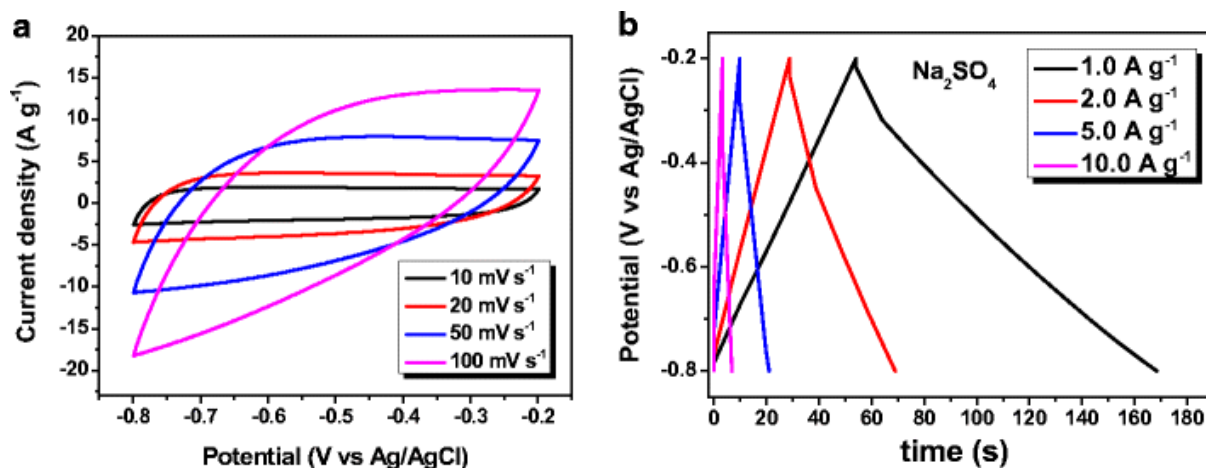 a
20
15
10
5
0
-5
-10
-15
-20
Current density (A g⁻¹)
-0.8 -0.7 -0.6 -0.5 -0.4 -0.3 -0.2
Potential (V vs Ag/AgCl)
10 mV s⁻¹
20 mV s⁻¹
50 mV s⁻¹
100 mV s⁻¹
b
-0.2
-0.4
-0.6
-0.8
Potential (V vs Ag/AgCl)
0 20 40 60 80 100 120 140 160 180
time (s)
Na₂SO₄
1.0 A g⁻¹
2.0 A g⁻¹
5.0 A g⁻¹
10.0 A g⁻¹